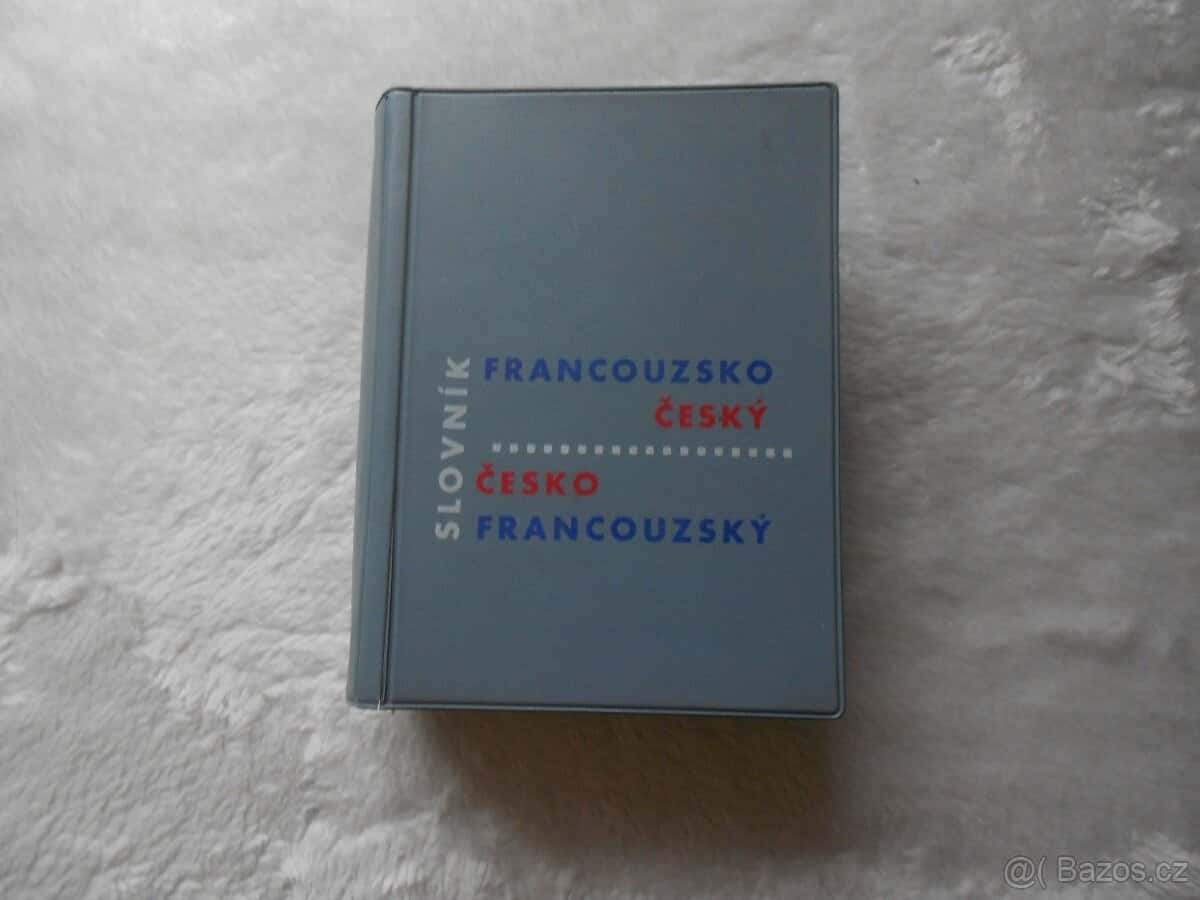 SLOVNÍK
FRANCOUZSKO
ČESKÝ
ČESKO
FRANCOUZSKÝ
@( Bazos.cz